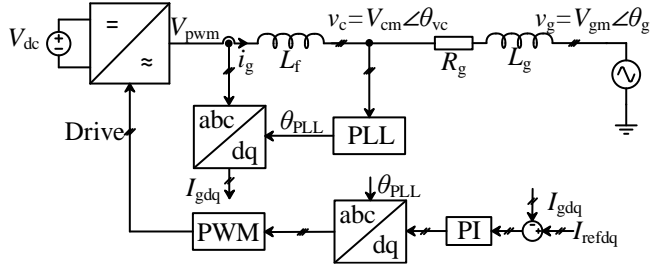 v_c=V_cm∠θ_vc
v_g=V_gm∠θ_g
V_dc
=
≈
V_pwm
i_g
L_f
R_g
L_g
Drive
abc
dq
θ_PLL
PLL
I_gdq
θ_PLL
I_gdq
PWM
abc
dq
PI
I_refdq